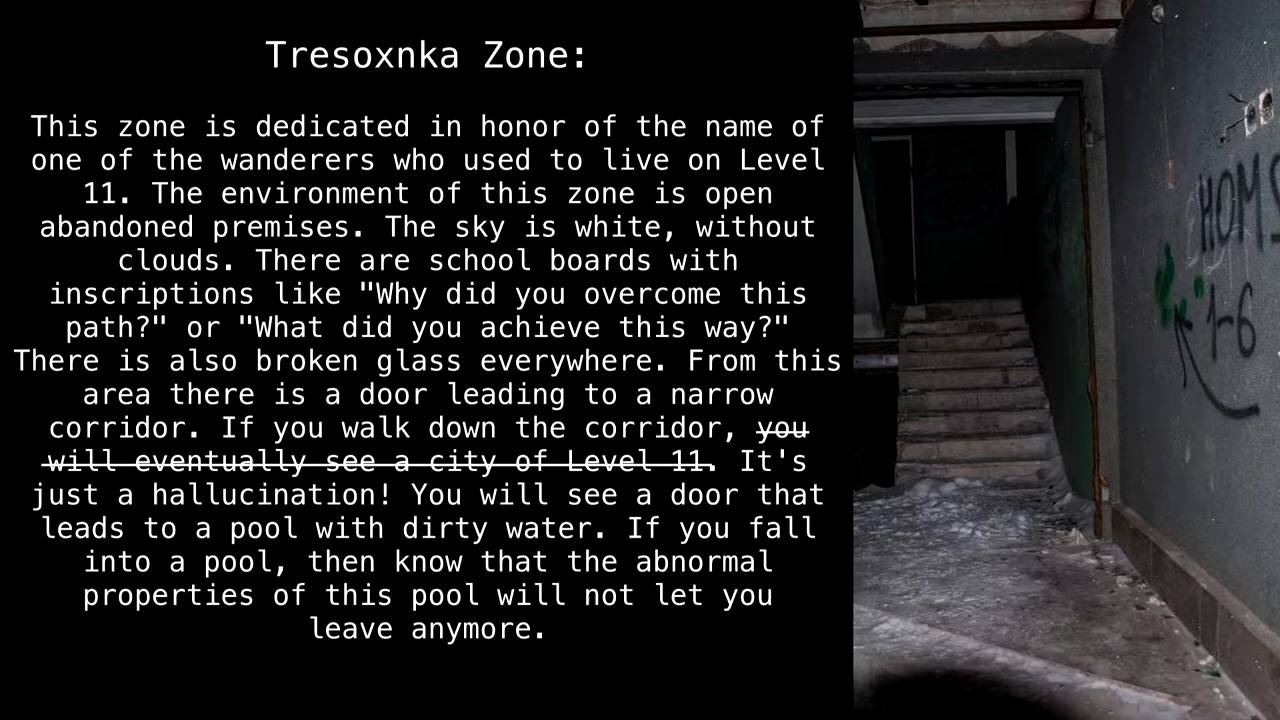 Tresoxnka Zone:
This zone is dedicated in honor of the name of
one of the wanderers who used to live on Level
11. The environment of this zone is open
abandoned premises. The sky is white, without
clouds. There are school boards with
inscriptions like "Why did you overcome this
path?" or "What did you achieve this way?"
There is also broken glass everywhere. From this
area there is a door leading to a narrow
corridor. If you walk down the corridor, you
will eventually see a city of Level 11. It's
just a hallucination! You will see a door that
leads to a pool with dirty water. If you fall
into a pool, then know that the abnormal
properties of this pool will not let you
leave anymore.
1-6